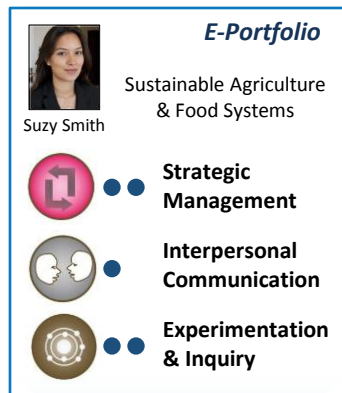 E-Portfolio
Sustainable Agriculture
& Food Systems
Suzy Smith
Strategic
Management
Interpersonal
Communication
Experimentation
& Inquiry